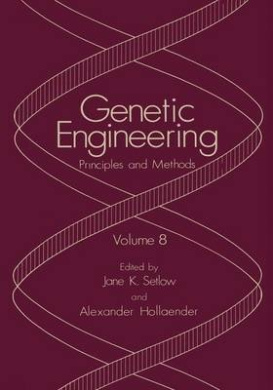 Genetic
Engineering
Principles and Methods
Volume 8
Edited by
Jane K. Setlow
and
Alexander Hollaender